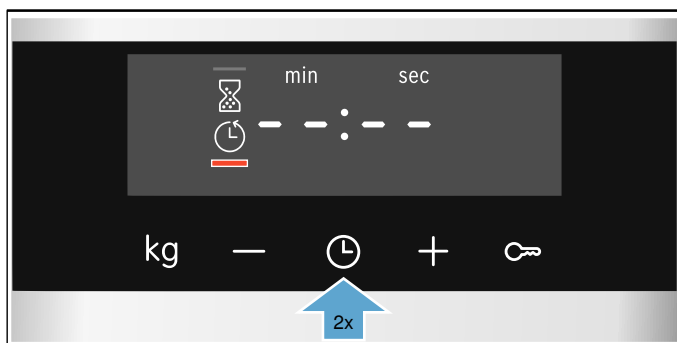 min sec
– –:– –
kg — +
2x